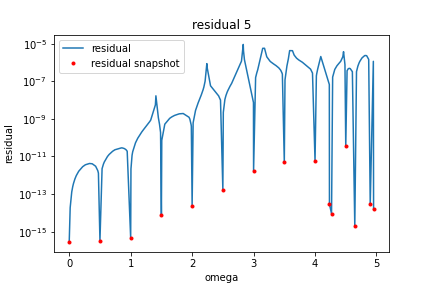 residual 5
residual
residual snapshot
residual
10⁻⁵
10⁻⁷
10⁻⁹
10⁻¹¹
10⁻¹³
10⁻¹⁵
0 1 2 3 4 5
omega